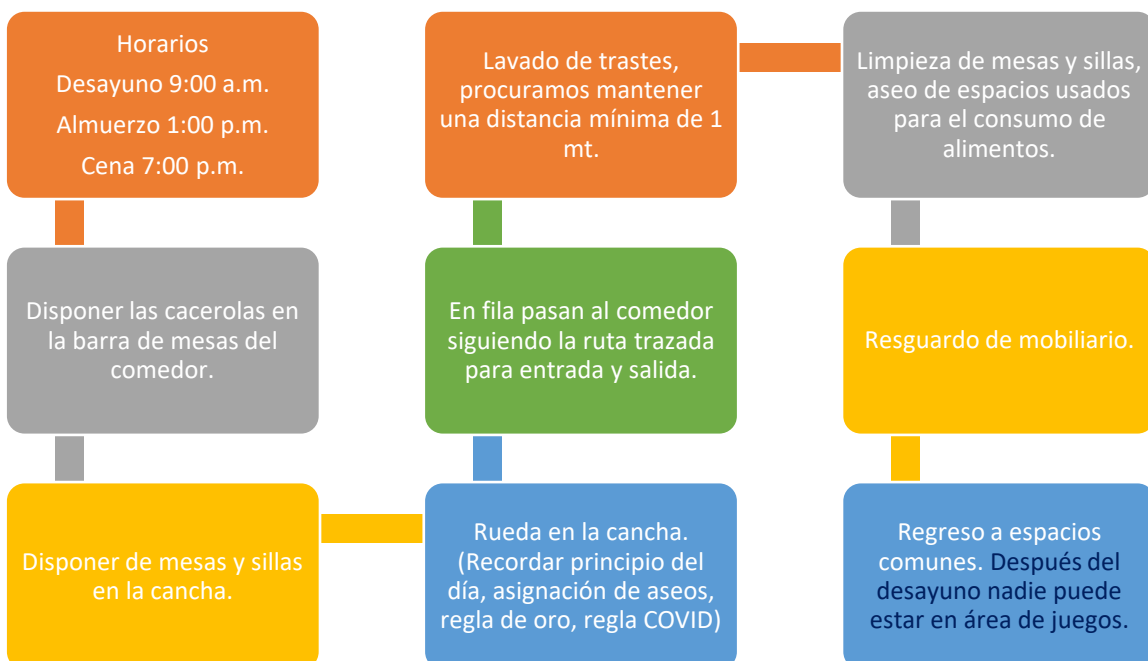 Horarios
Desayuno 9:00 a.m.
Almuerzo 1:00 p.m.
Cena 7:00 p.m.
Disponer las cacerolas en
la barra de mesas del
comedor.
Disponer de mesas y sillas
en la cancha.
Rueda en la cancha.
(Recordar principio del
día, asignación de aseos,
regla de oro, regla COVID)
En fila pasan al comedor
siguiendo la ruta trazada
para entrada y salida.
Lavado de trastes,
procuramos mantener
una distancia mínima de 1
mt.
Limpieza de mesas y sillas,
aseo de espacios usados
para el consumo de
alimentos.
Resguardo de mobiliario.
Regreso a espacios
comunes. Después del
desayuno nadie puede
estar en área de juegos.